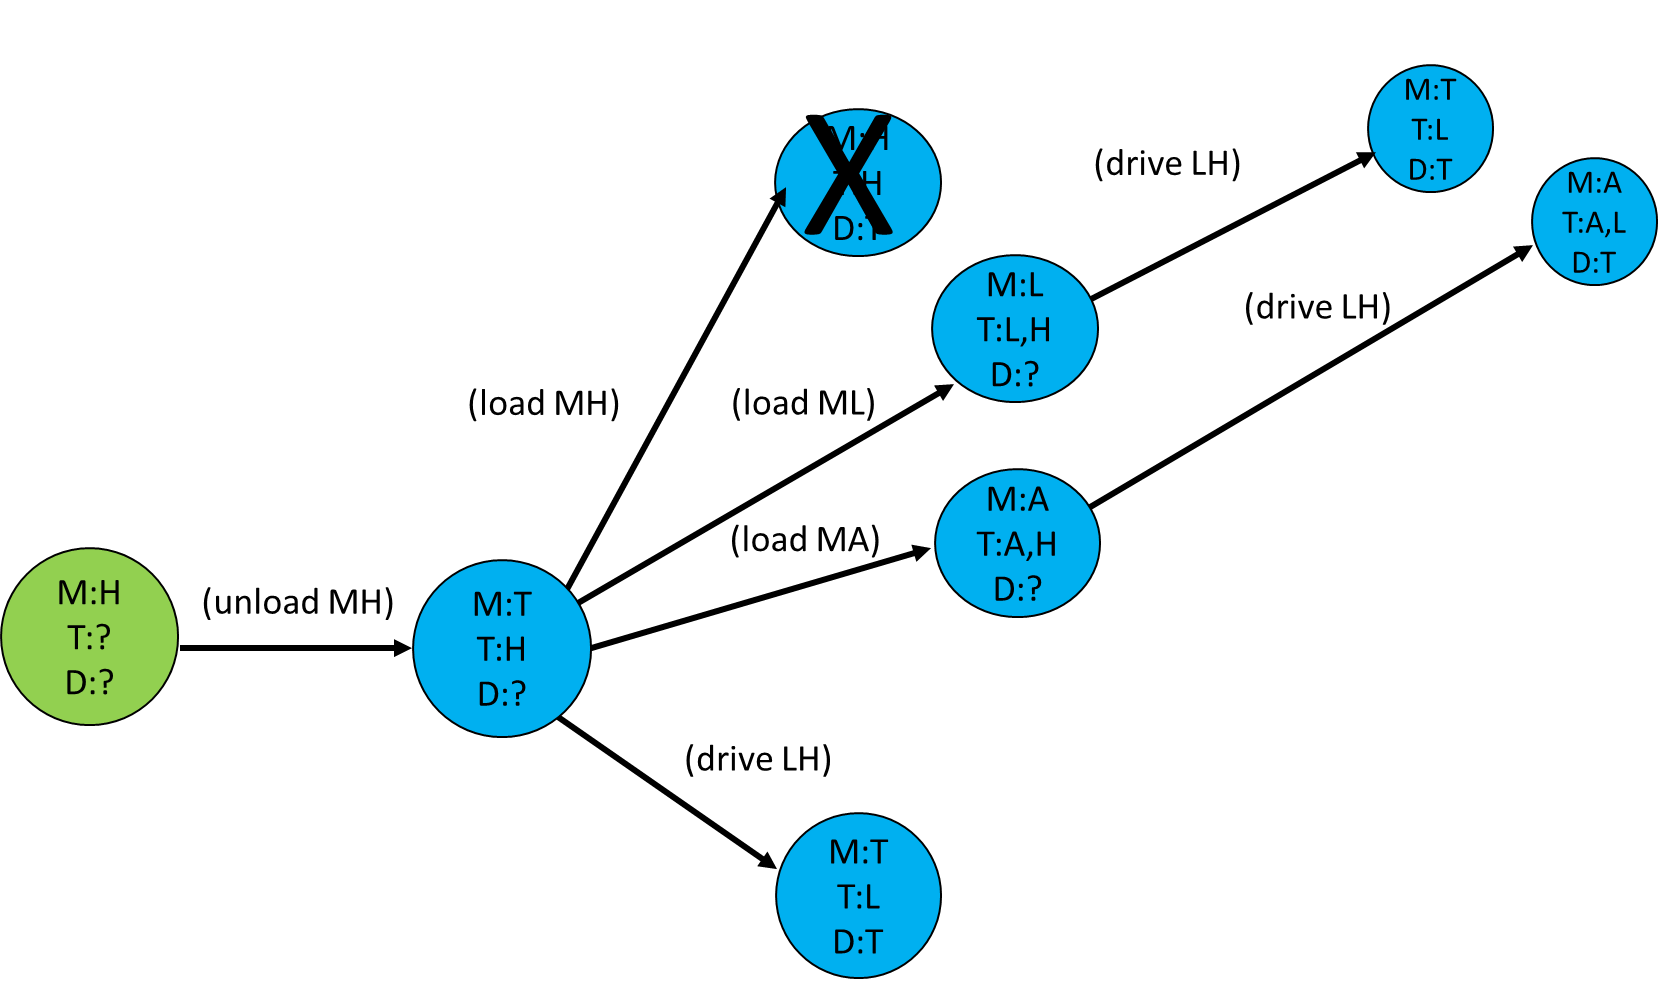 M:H
T:?
D:?
(unload MH)
M:T
T:H
D:?
(load MH)
M:H
H
D:
(load ML)
M:L
T:L,H
D:?
(drive LH)
M:T
T:L
D:T
(load MA)
M:A
T:A,H
D:?
(drive LH)
M:A
T:A,L
D:T
(drive LH)
M:T
T:L
D:T